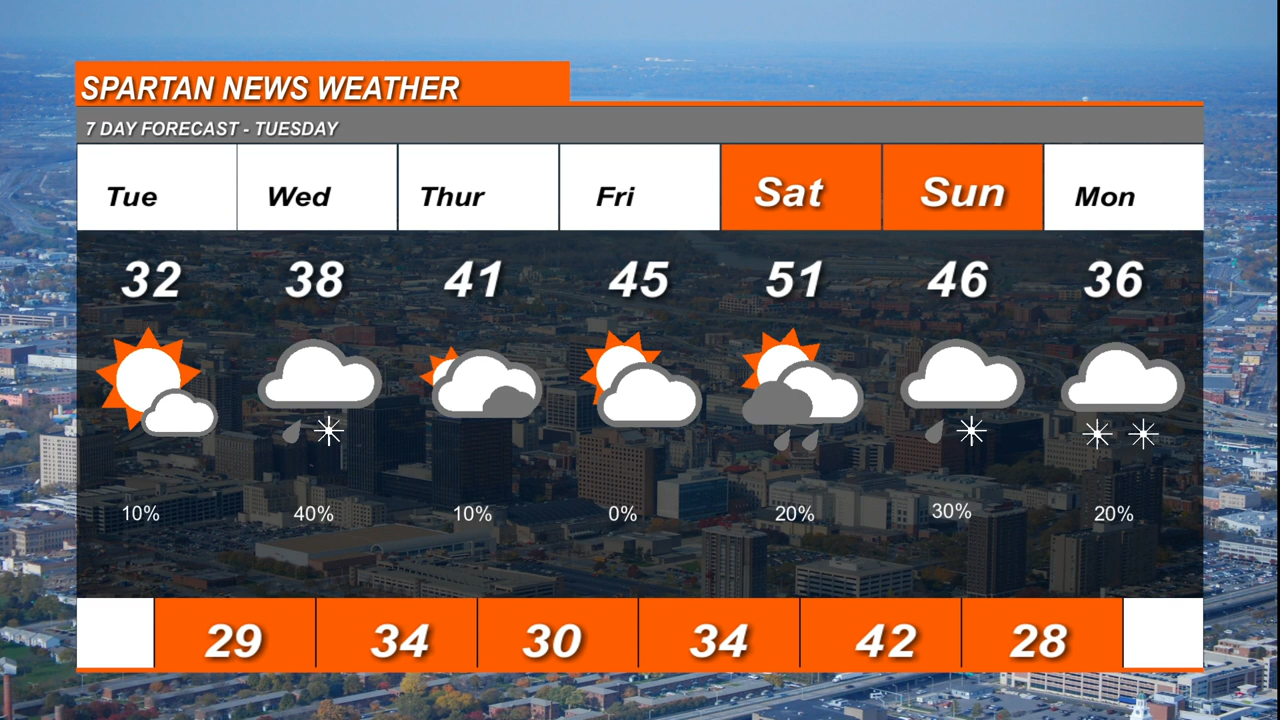 SPARTAN NEWS WEATHER
7 DAY FORECAST - TUESDAY
Tue Wed Thur Fri Sat Sun Mon
32 38 41 45 51 46 36
10% 40% 10% 0% 20% 30% 20%
29 34 30 34 42 28